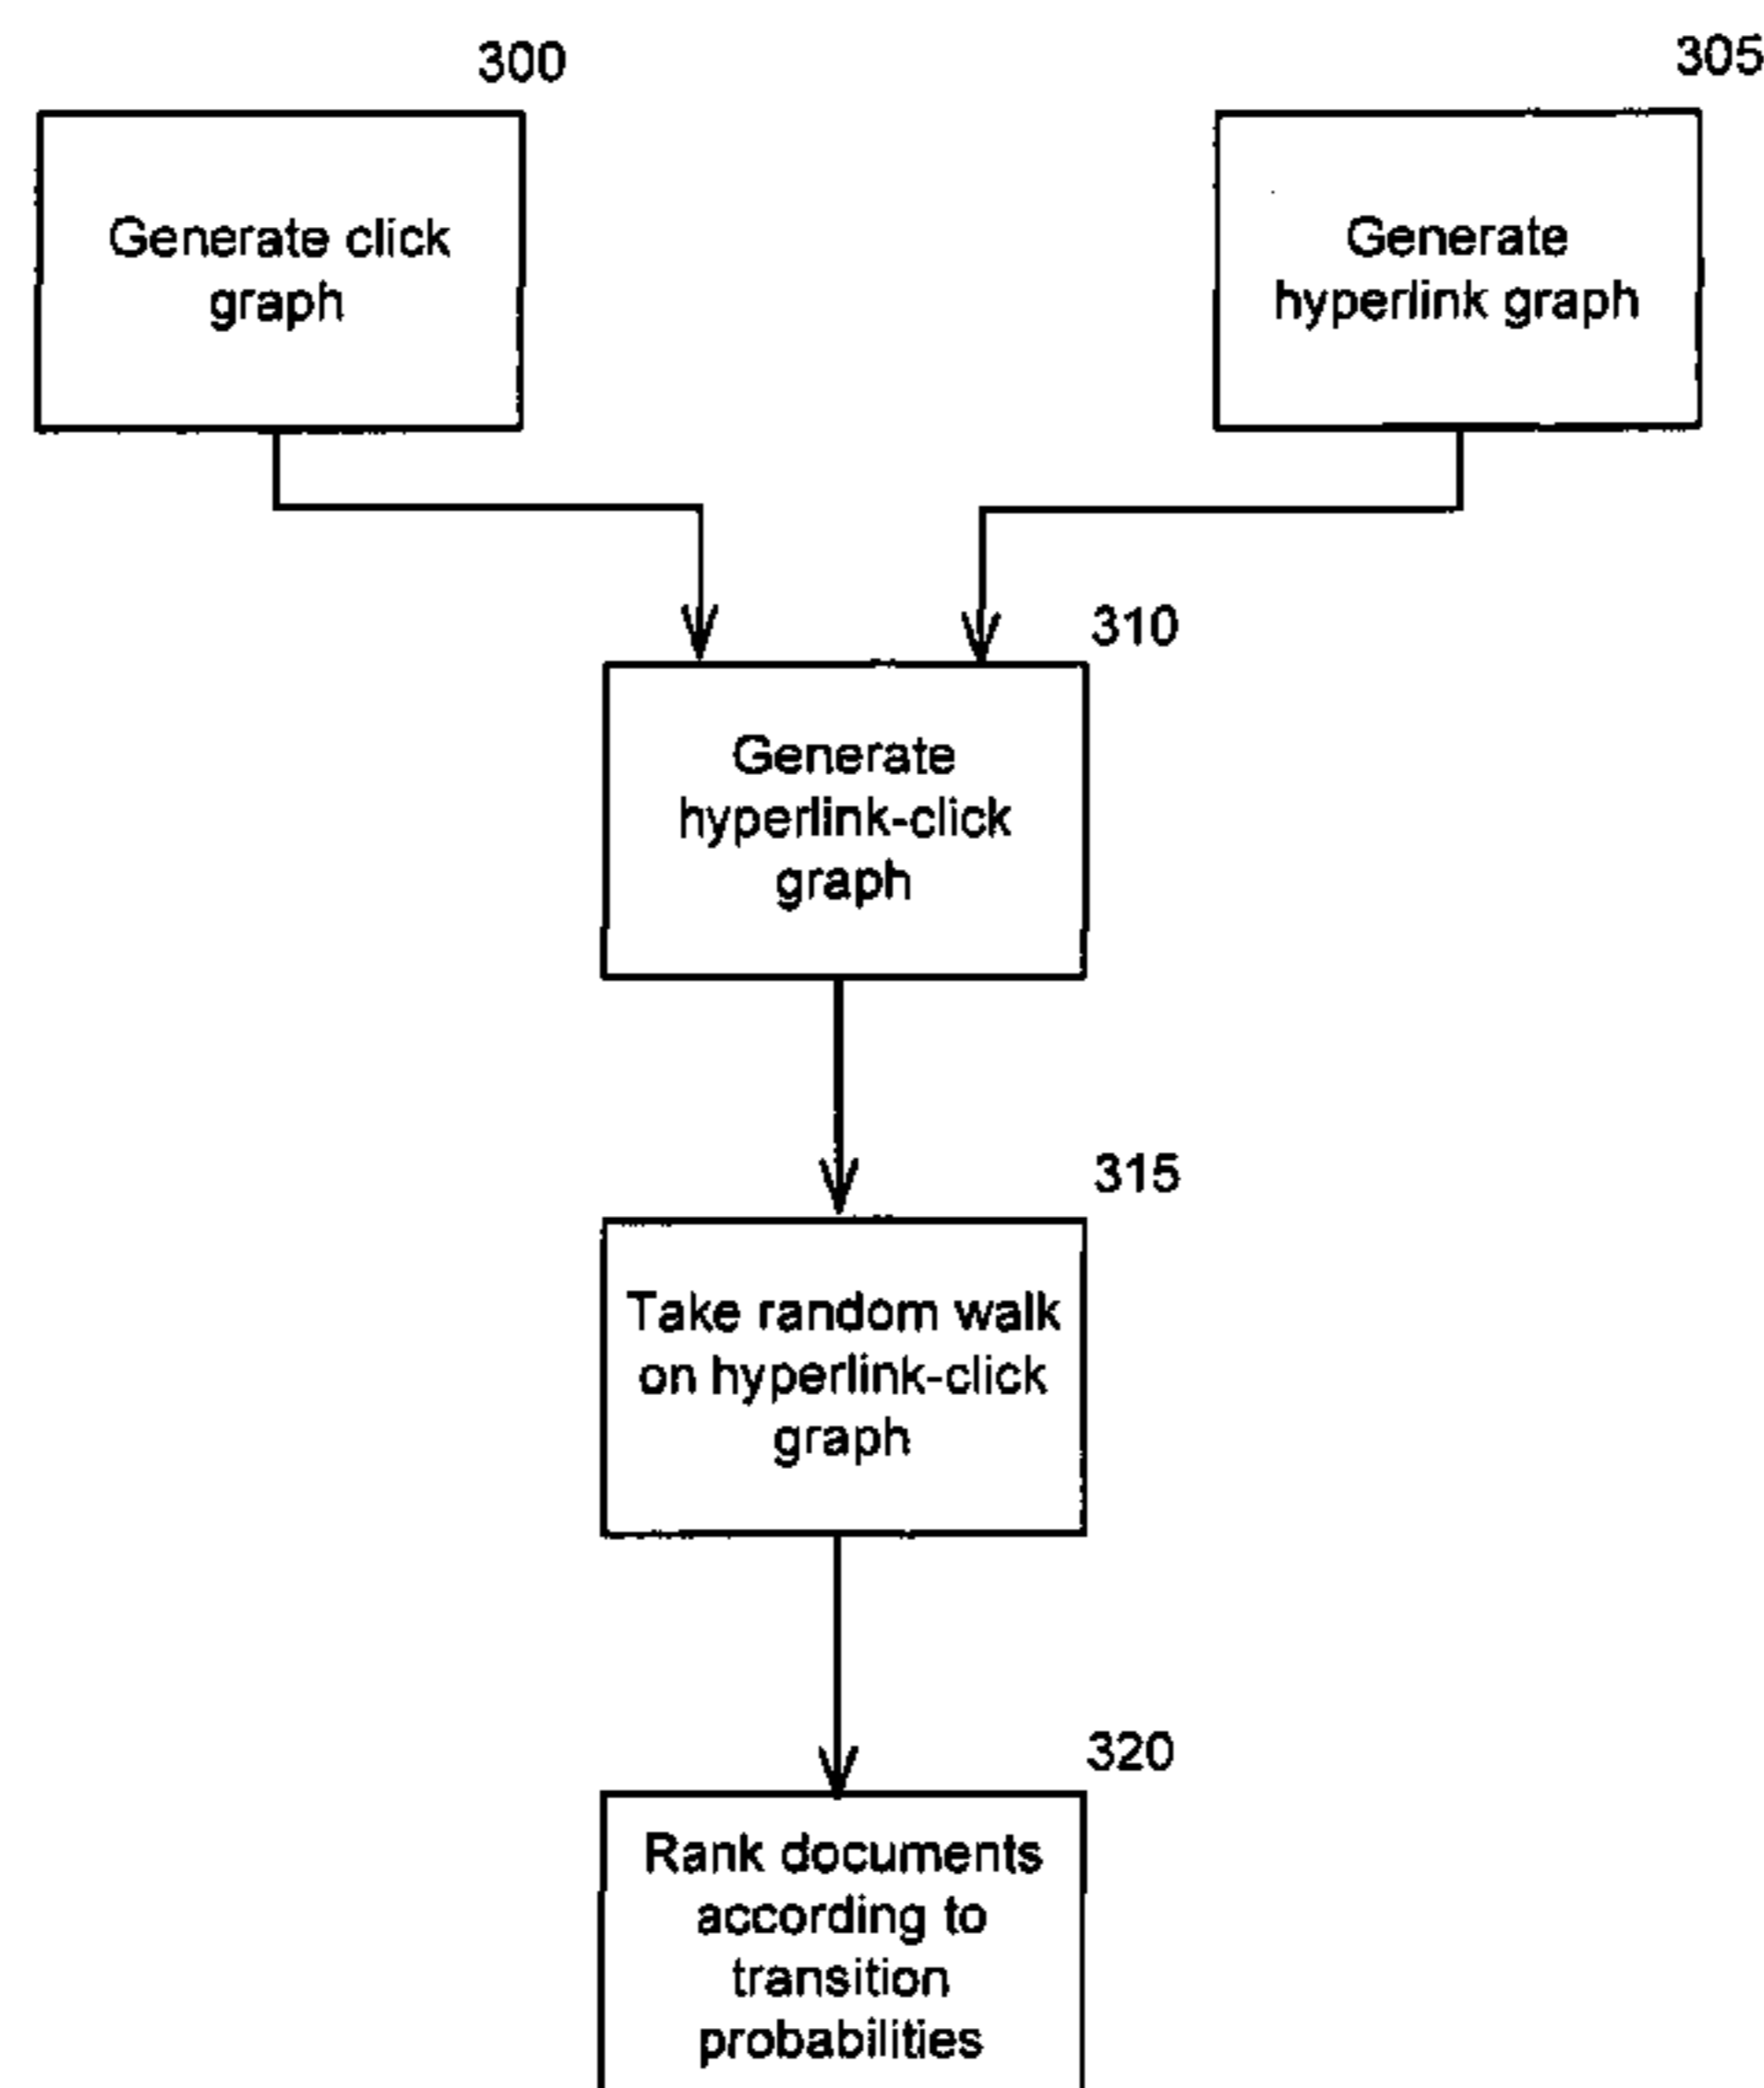 300
305
Generate click
graph
Generate
hyperlink graph
310
Generate
hyperlink-click
graph
315
Take random walk
on hyperlink-click
graph
320
Rank documents
according to
transition
probabilities